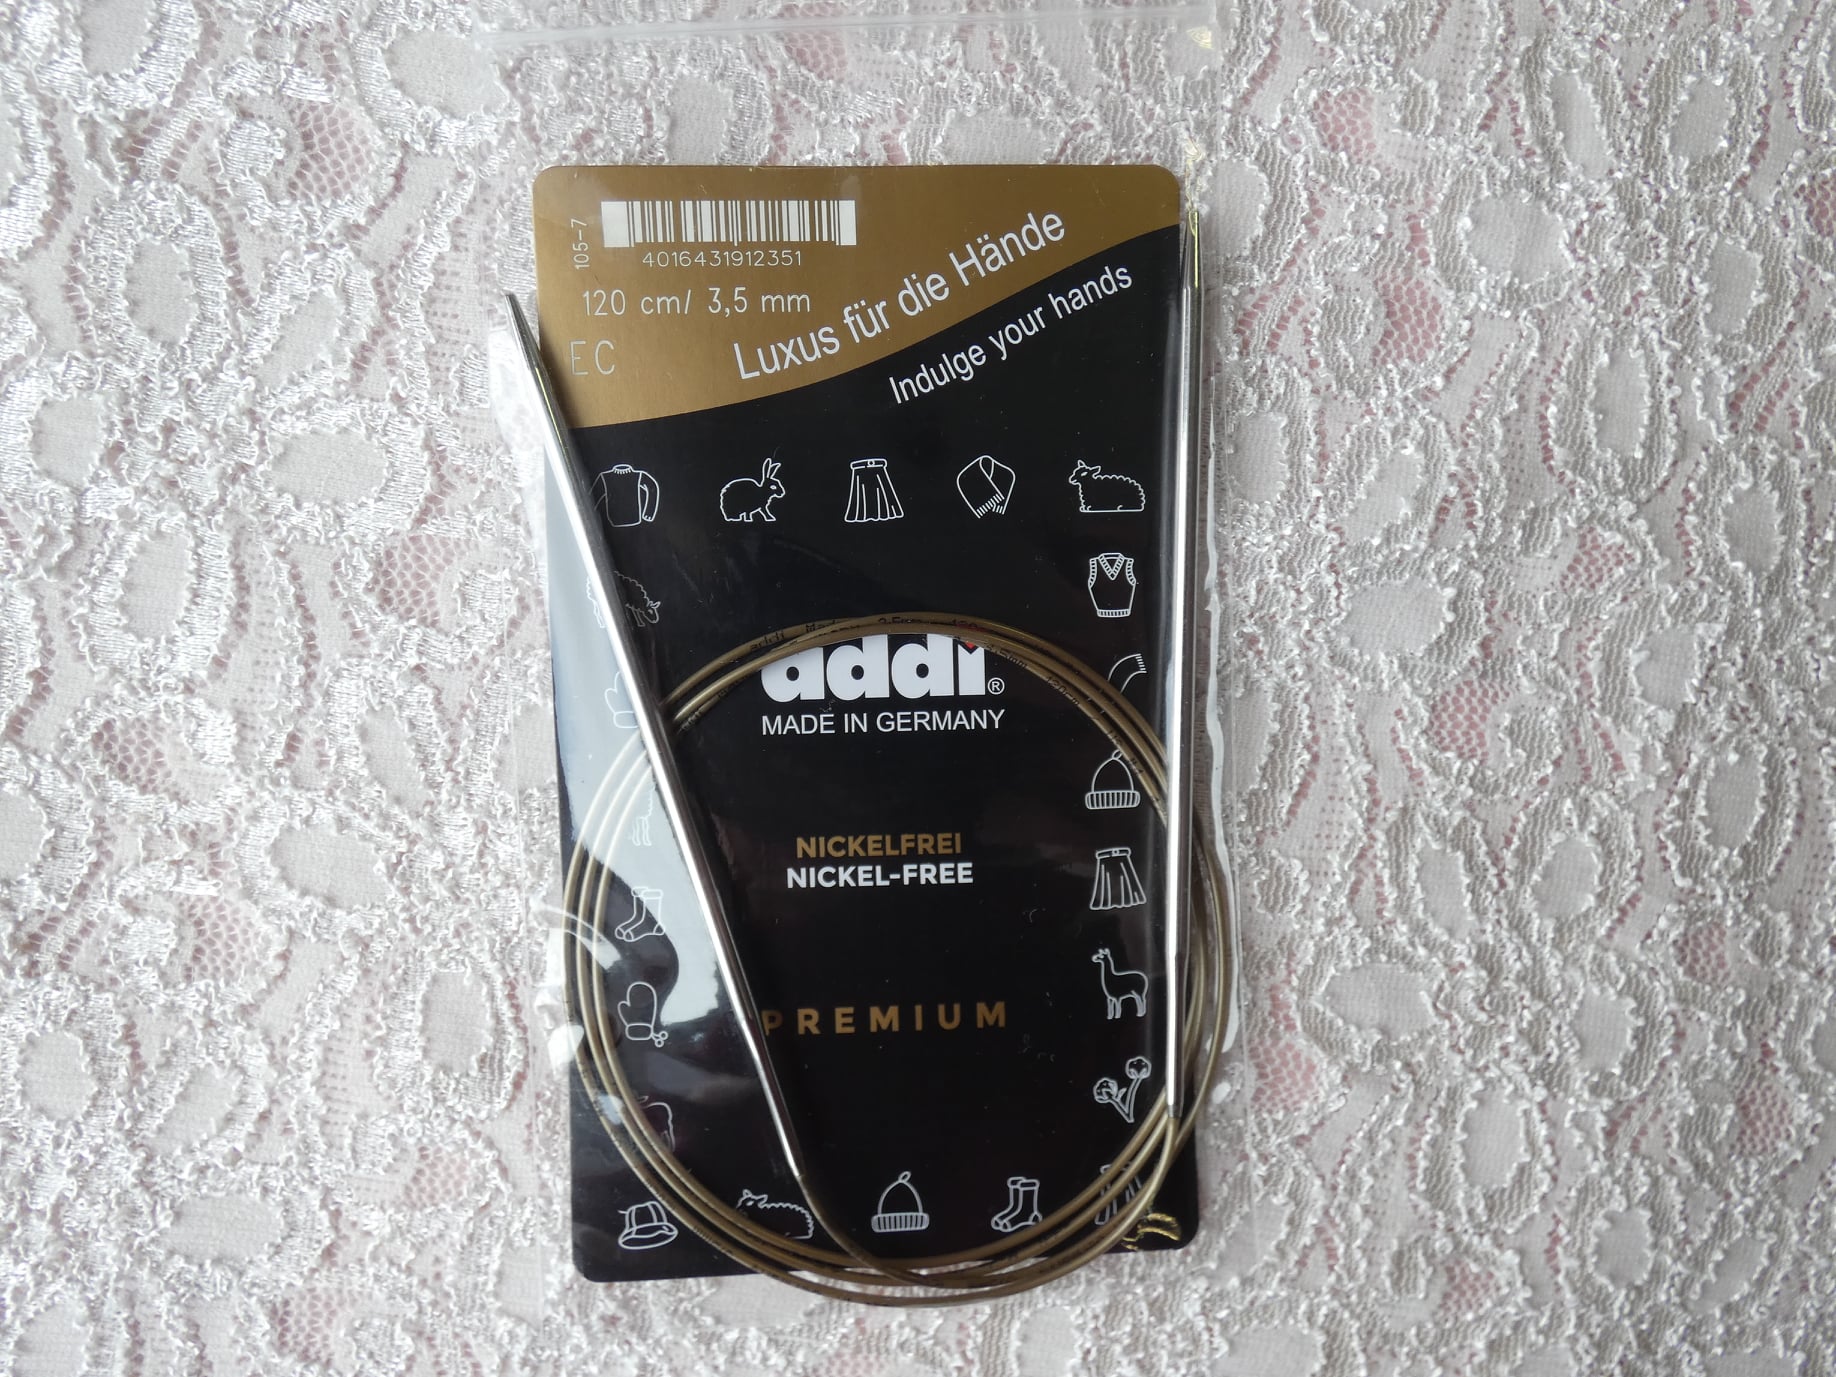 105-7
4016431912351
120 cm/ 3,5 mm
EC
Luxus für die Hände
Indulge your hands
addi®
MADE IN GERMANY
NICKELFREI
NICKEL-FREE
PREMIUM